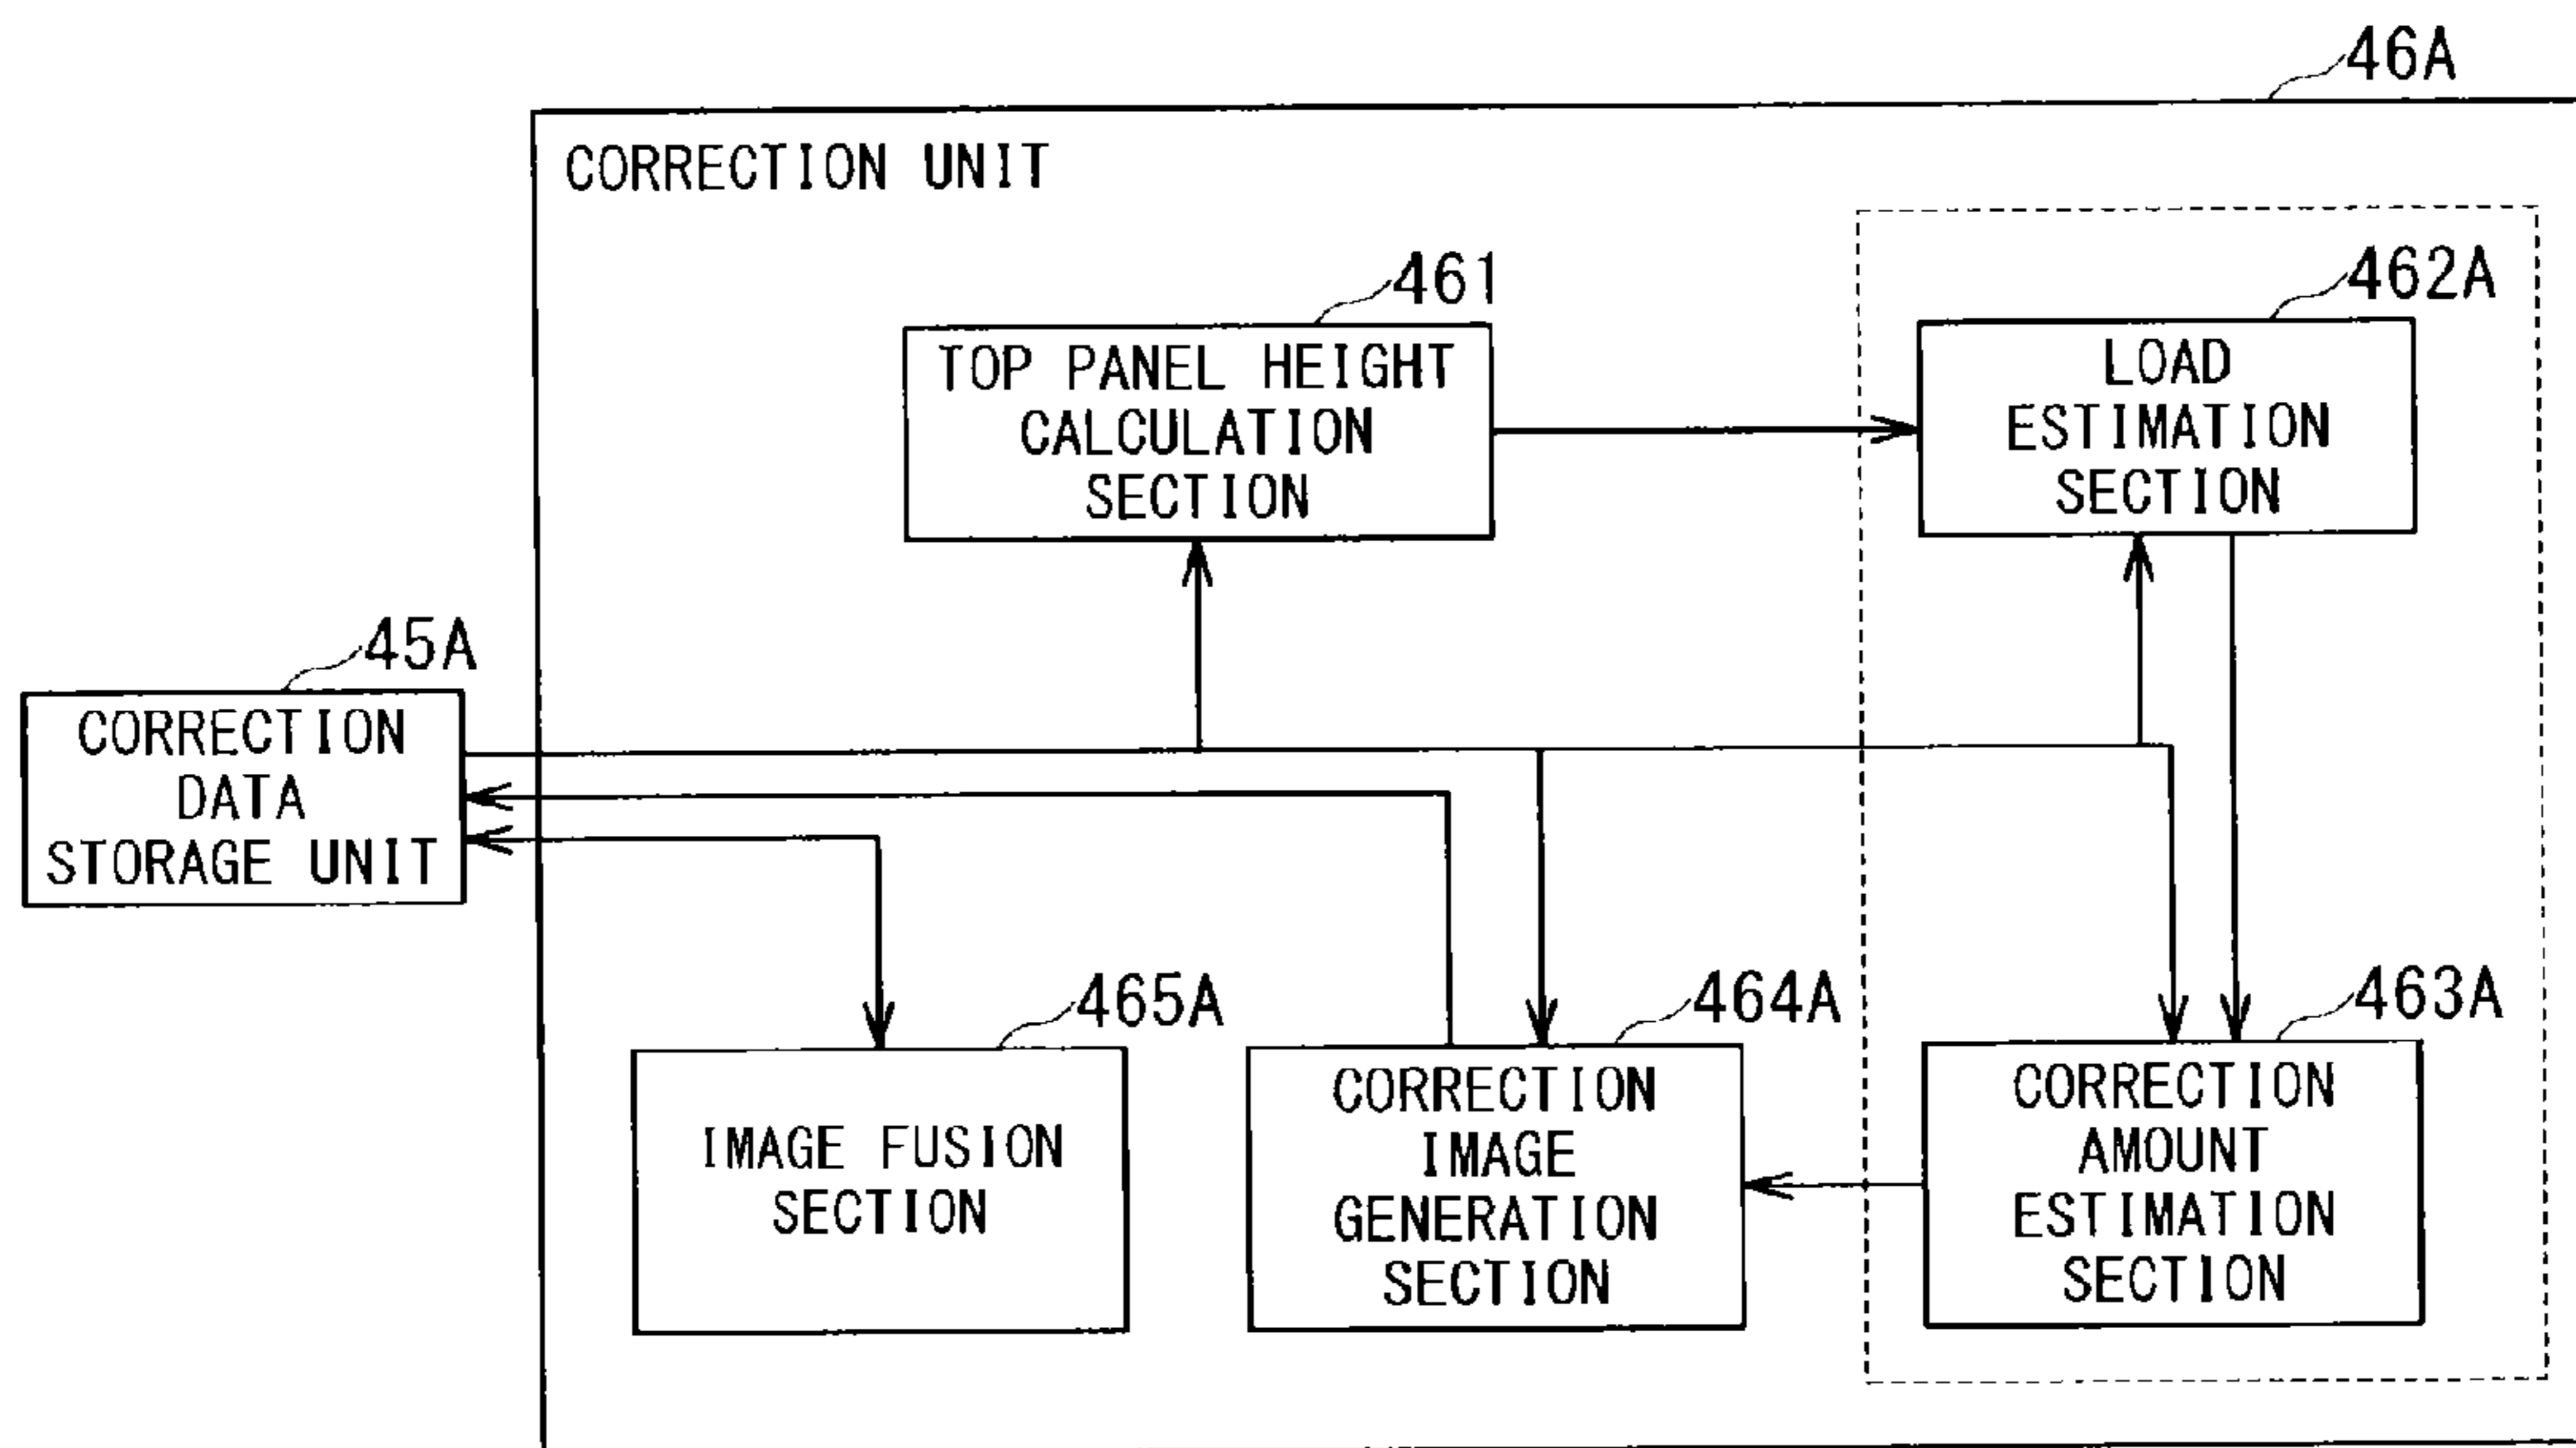 46A
CORRECTION UNIT
461
TOP PANEL HEIGHT
CALCULATION
SECTION
462A
LOAD
ESTIMATION
SECTION
45A
CORRECTION
DATA
STORAGE UNIT
465A
IMAGE FUSION
SECTION
464A
CORRECTION
IMAGE
GENERATION
SECTION
463A
CORRECTION
AMOUNT
ESTIMATION
SECTION